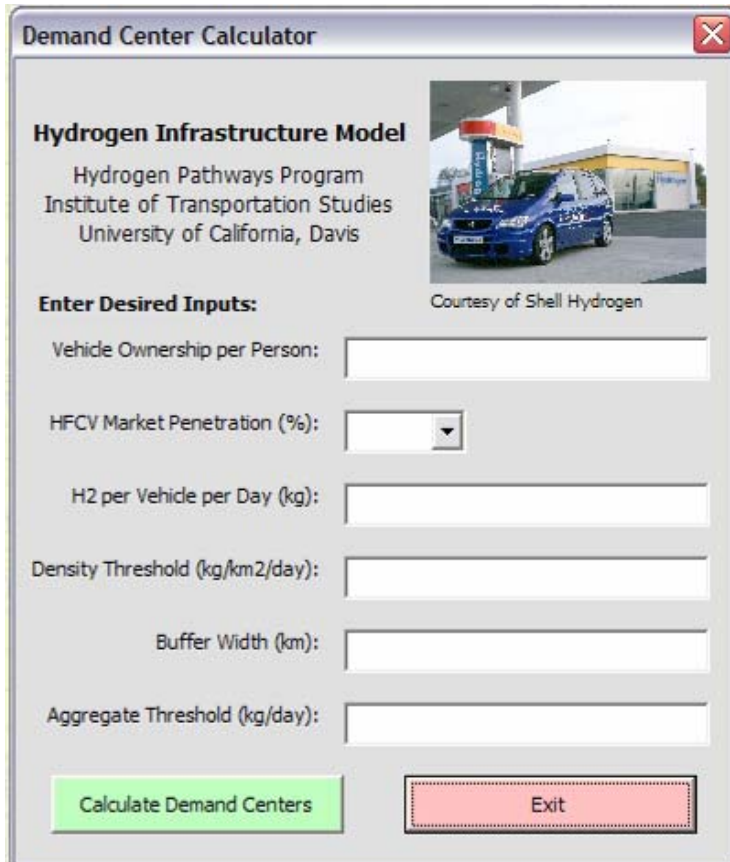 Demand Center Calculator
Hydrogen Infrastructure Model
Hydrogen Pathways Program
Institute of Transportation Studies
University of California, Davis
Courtesy of Shell Hydrogen
Enter Desired Inputs:
Vehicle Ownership per Person:
HFCV Market Penetration (%):
H2 per Vehicle per Day (kg):
Density Threshold (kg/km2/day):
Buffer Width (km):
Aggregate Threshold (kg/day):
Calculate Demand Centers
Exit